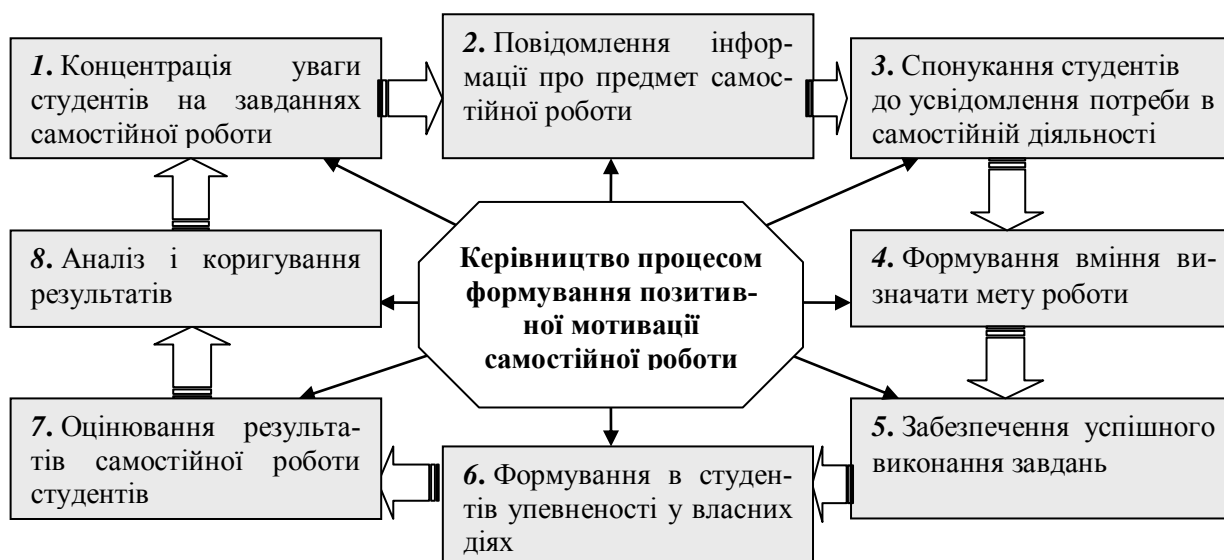 1. Концентрація уваги
студентів на завданнях
самостійної роботи
2. Повідомлення інфор-
мації про предмет самос-
тійної роботи
3. Спонукання студентів
до усвідомлення потреби в
самостійній діяльності
4. Формування вміння ви-
значати мету роботи
5. Забезпечення успішного
виконання завдань
6. Формування в студен-
тів упевненості у власних
діях
7. Оцінювання результа-
тів самостійної роботи
студентів
8. Аналіз і коригування
результатів
Керівництво процесом
формування позитив-
ної мотивації
самостійної роботи